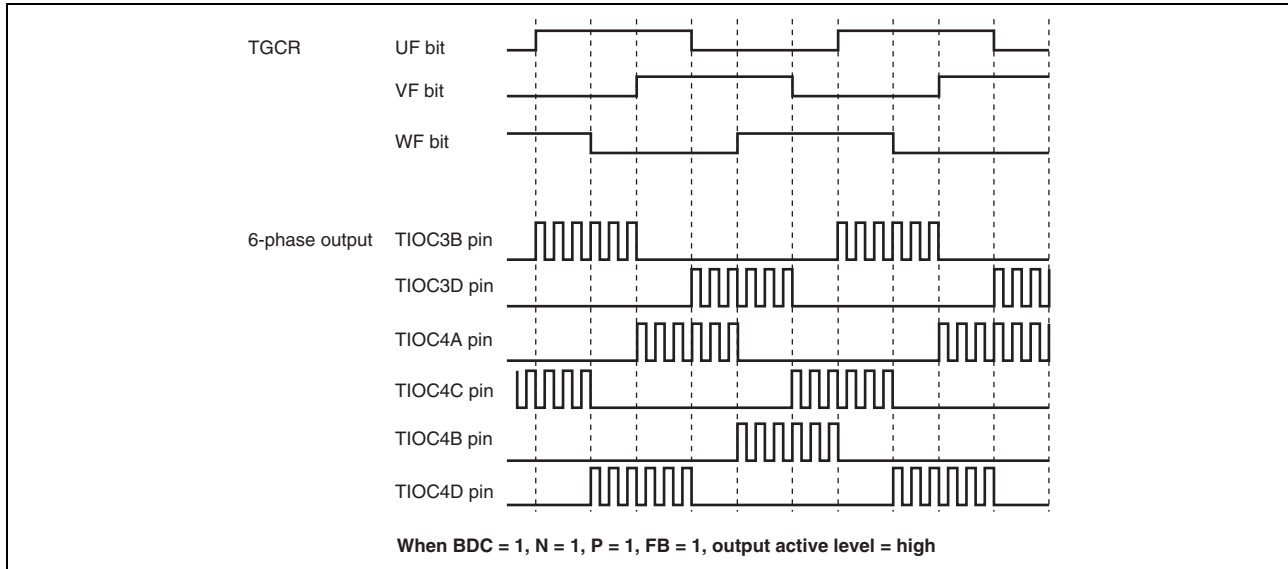 TGCR UF bit
VF bit
WF bit
6-phase output TIOC3B pin
TIOC3D pin
TIOC4A pin
TIOC4C pin
TIOC4B pin
TIOC4D pin
When BDC = 1, N = 1, P = 1, FB = 1, output active level = high